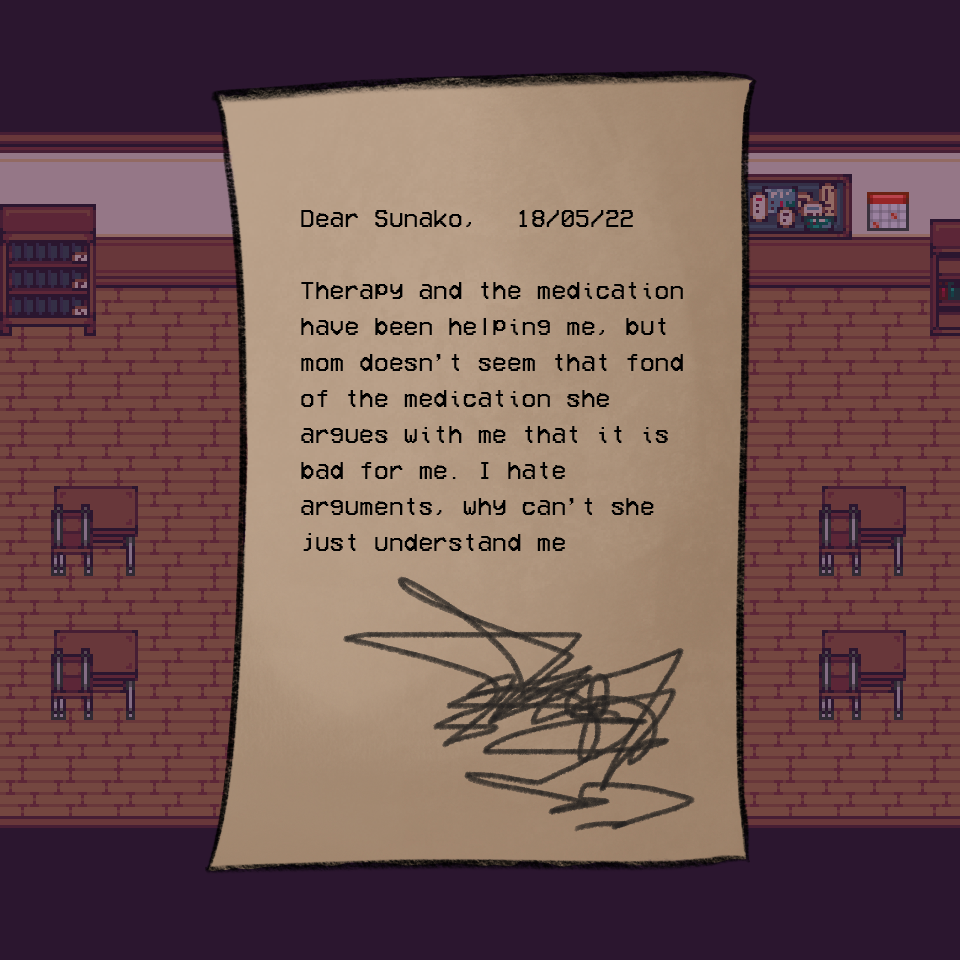 Dear Sunako,   18/05/22
Therapy and the medication
have been helping me, but
mom doesn't seem that fond
of the medication she
argues with me that it is
bad for me. I hate
arguments, why can't she
just understand me